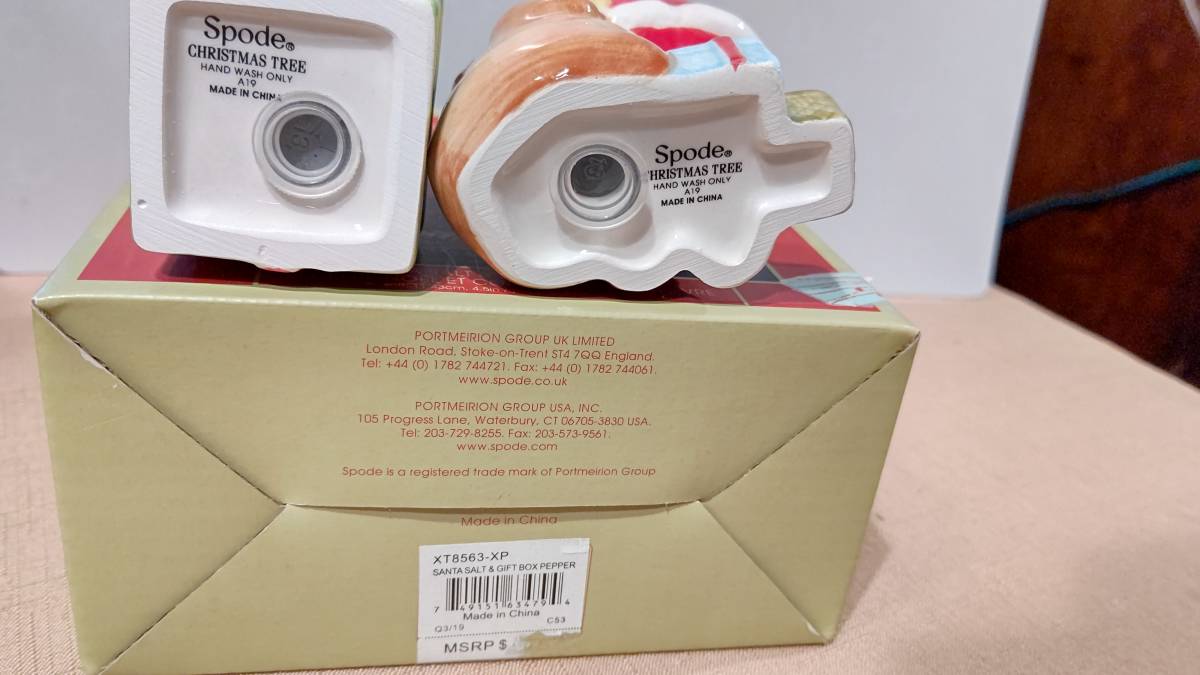 Spode®
CHRISTMAS TREE
HAND WASH ONLY
A19
MADE IN CHINA
Spode®
CHRISTMAS TREE
HAND WASH ONLY
A19
MADE IN CHINA
PORTMEIRION GROUP UK LIMITED
London Road. Stoke-on-Trent ST4 7QQ England.
Tel: +44 (0) 1782 744721. Fax: +44 (0) 1782 744061.
www.spode.co.uk
PORTMEIRION GROUP USA, INC.
105 Progress Lane, Waterbury, CT 06705-3830 USA.
Tel: 203-729-8255. Fax: 203-573-9561.
www.spode.com
Spode is a registered trade mark of Portmeirion Group
Made in China
XT8563-XP
SANTA SALT & GIFT BOX PEPPER
7 49151 63479 4
Made in China
Q3/19 C53
MSRP $